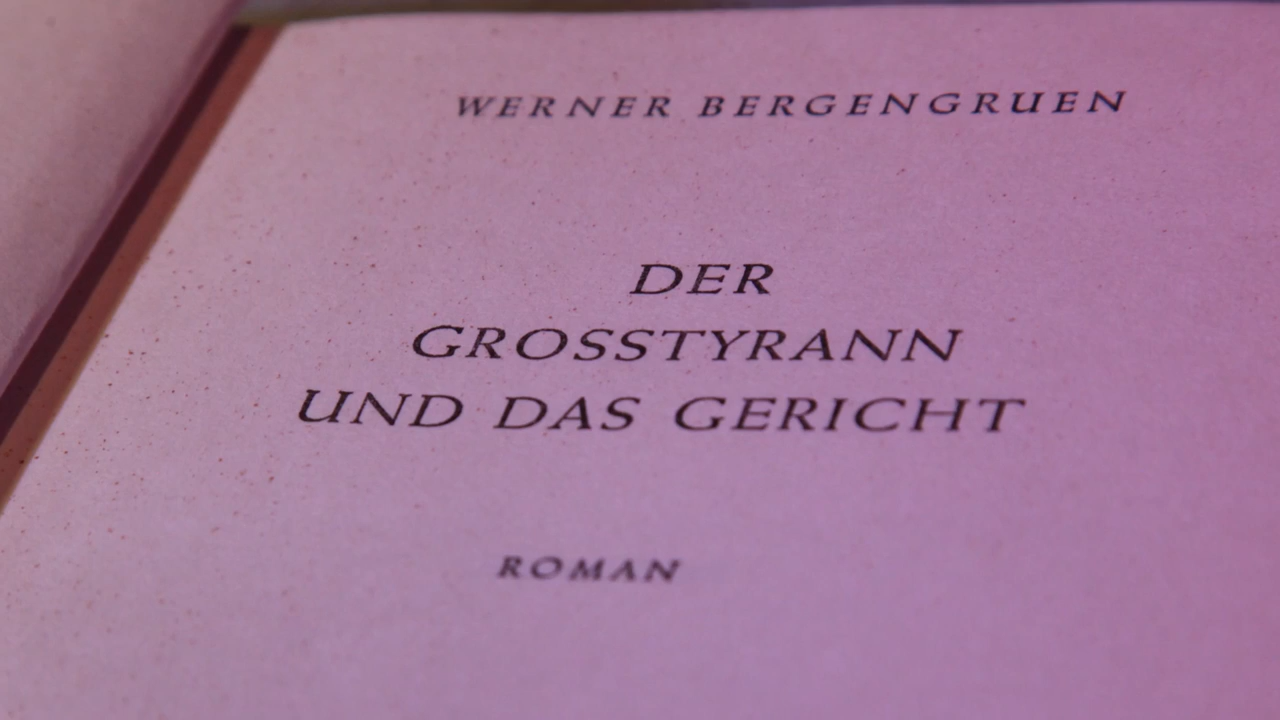 WERNER BERGENGRUEN
DER
GROSSTYRANN
UND DAS GERICHT
ROMAN